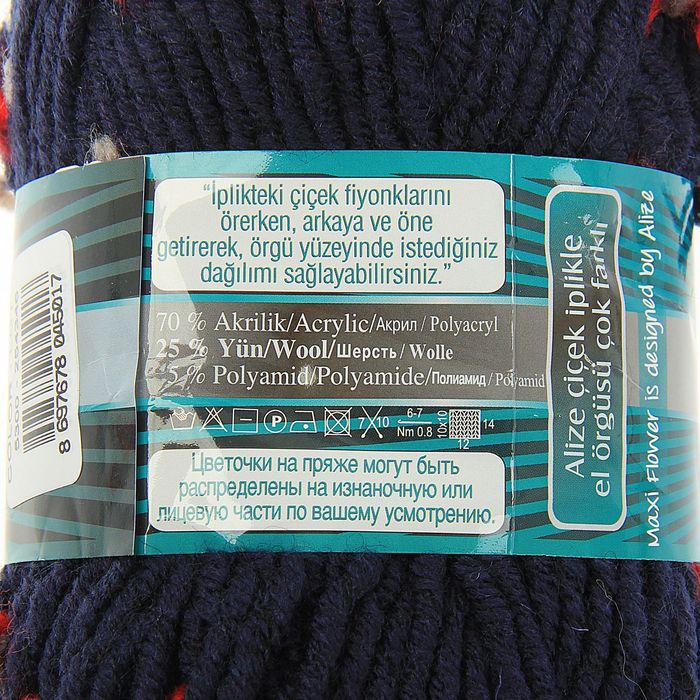 "İplikteki çiçek fiyonklarını
örerken, arkaya ve öne
getirerek, örgü yüzeyinde istediğiniz
dağılımı sağlayabilirsiniz."
70 % Akrilik/Acrylic/Акрил / Polyacryl
25 % Yün/Wool/Шерсть / Wolle
5 % Polyamid/Polyamide/Полиамид / Polyamid
P
7 10
6-7
Nm 0.8
10x10
14
12
Цветочки на пряже могут быть
распределены на изнаночную или
лицевую части по вашему усмотрению.
8 697678 045017
Alize çiçek iplikle
el örgüsü çok farklı
Maxi Flower is designed by Alize